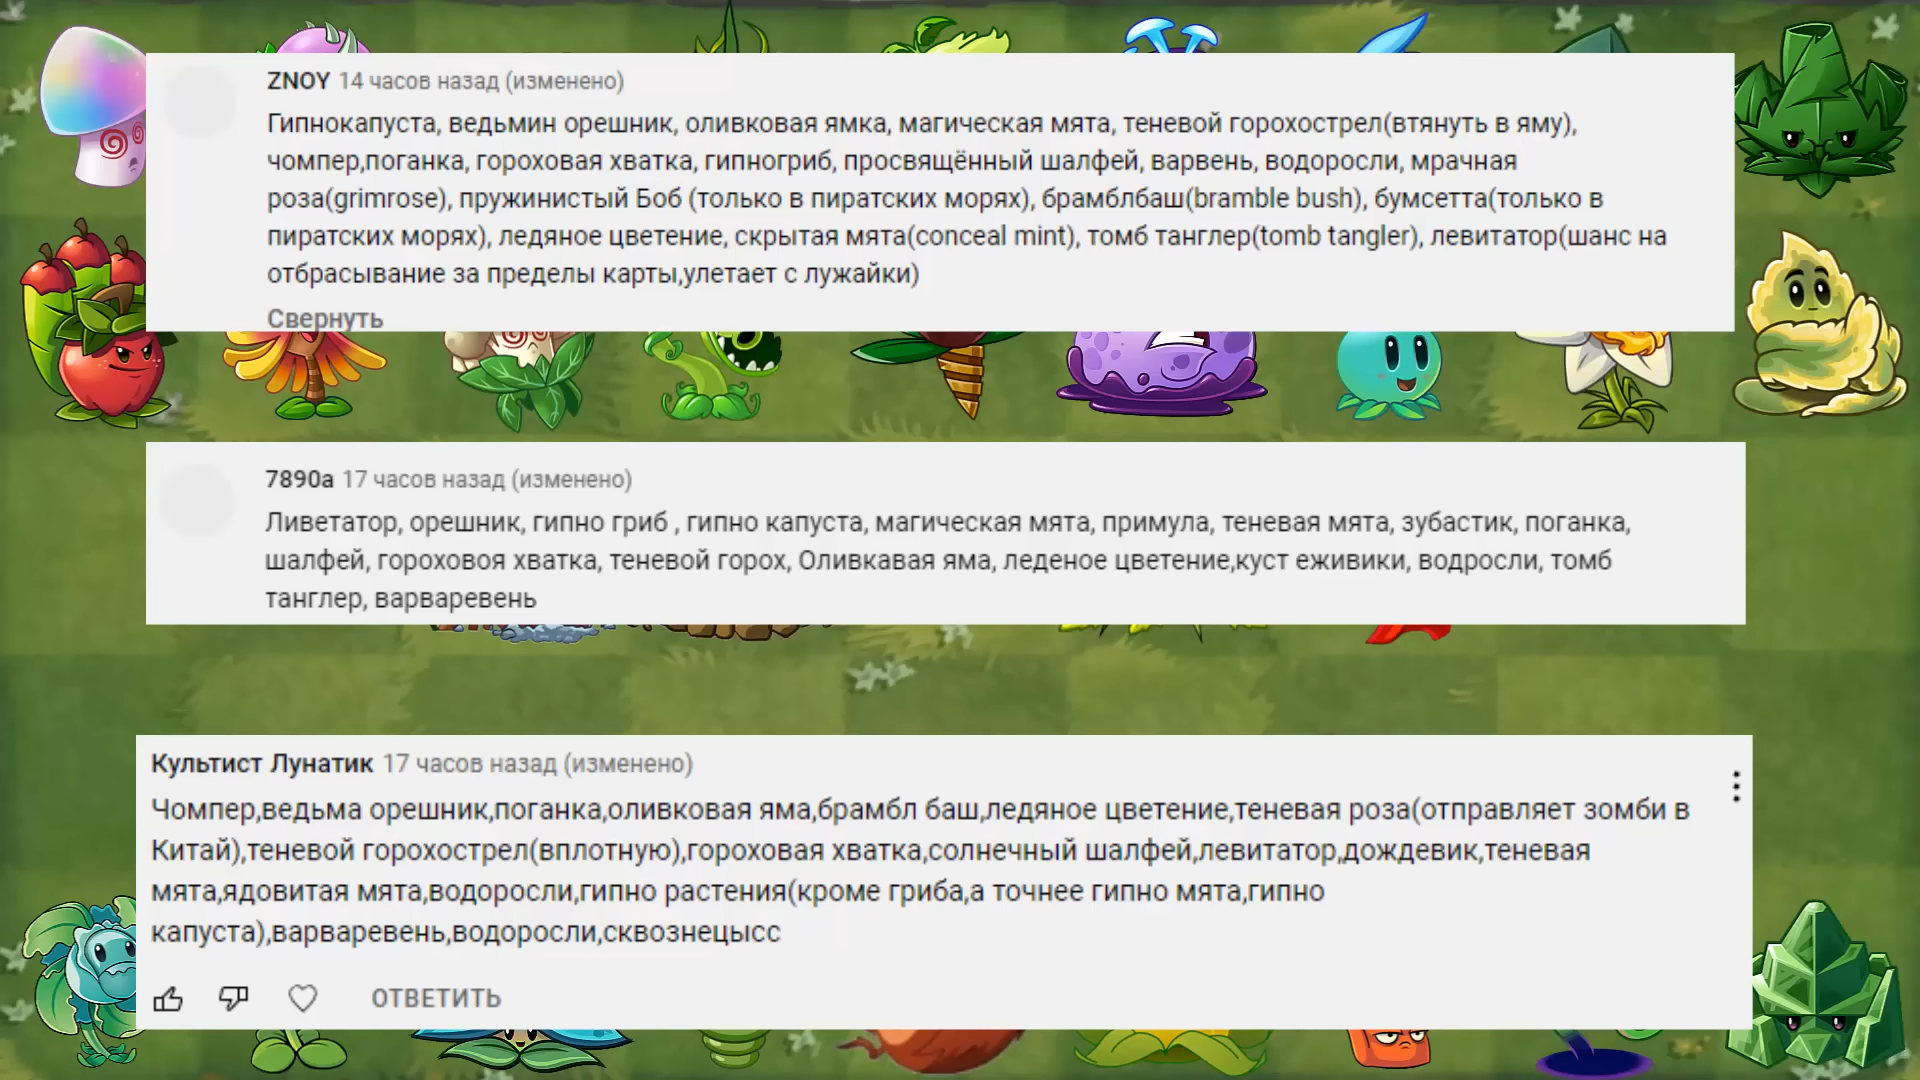 ZNOY 14 часов назад (изменено)
Гипнокапуста, ведьмин орешник, оливковая ямка, магическая мята, теневой горохострел(втянуть в яму),
чомпер,поганка, гороховая хватка, гипногриб, просвящённый шалфей, варвень, водоросли, мрачная
роза(grimrose), пружинистый Боб (только в пиратских морях), брамблбаш(bramble bush), бумсетта(только в
пиратских морях), ледяное цветение, скрытая мята(conceal mint), томб танглер(tomb tangler), левитатор(шанс на
отбрасывание за пределы карты,улетает с лужайки)
Свернуть
7890a 17 часов назад (изменено)
Ливетатор, орешник, гипно гриб , гипно капуста, магическая мята, примула, теневая мята, зубастик, поганка,
шалфей, гороховоя хватка, теневой горох, Оливкавая яма, леденое цветение,куст еживики, водросли, томб
танглер, варваревень
Культист Лунатик 17 часов назад (изменено)
Чомпер,ведьма орешник,поганка,оливковая яма,брамбл баш,ледяное цветение,теневая роза(отправляет зомби в
Китай),теневой горохострел(вплотную),гороховая хватка,солнечный шалфей,левитатор,дождевик,теневая
мята,ядовитая мята,водоросли,гипно растения(кроме гриба,а точнее гипно мята,гипно
капуста),варваревень,водоросли,сквознецысс
ОТВЕТИТЬ